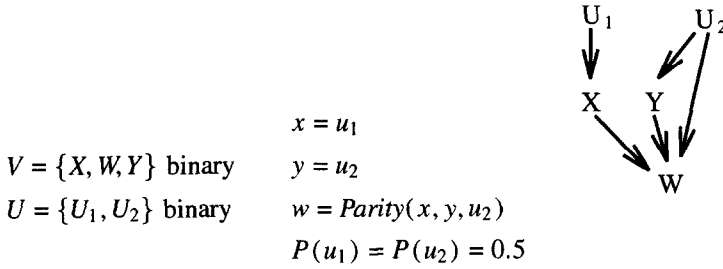 U₁ U₂
X Y
W
x = u₁
V = {X, W, Y} binary y = u₂
U = {U₁, U₂} binary w = Parity(x, y, u₂)
P(u₁) = P(u₂) = 0.5